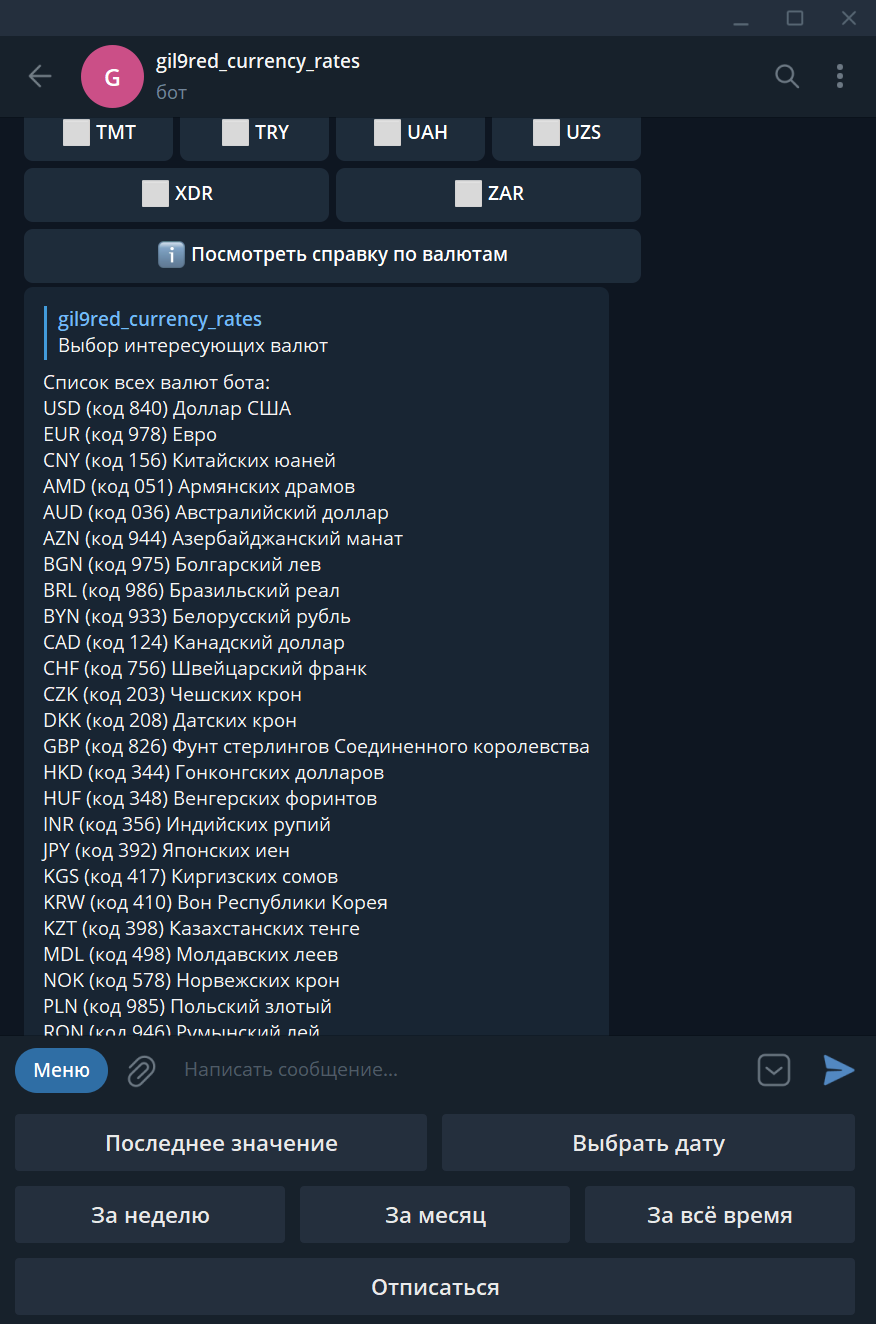 G
gil9red_currency_rates
бот
TMT
TRY
UAH
UZS
XDR
ZAR
Посмотреть справку по валютам
gil9red_currency_rates
Выбор интересующих валют
Список всех валют бота:
USD (код 840) Доллар США
EUR (код 978) Евро
CNY (код 156) Китайских юаней
AMD (код 051) Армянских драмов
AUD (код 036) Австралийский доллар
AZN (код 944) Азербайджанский манат
BGN (код 975) Болгарский лев
BRL (код 986) Бразильский реал
BYN (код 933) Белорусский рубль
CAD (код 124) Канадский доллар
CHF (код 756) Швейцарский франк
CZK (код 203) Чешских крон
DKK (код 208) Датских крон
GBP (код 826) Фунт стерлингов Соединенного королевства
HKD (код 344) Гонконгских долларов
HUF (код 348) Венгерских форинтов
INR (код 356) Индийских рупий
JPY (код 392) Японских иен
KGS (код 417) Киргизских сомов
KRW (код 410) Вон Республики Корея
KZT (код 398) Казахстанских тенге
MDL (код 498) Молдавских леев
NOK (код 578) Норвежских крон
PLN (код 985) Польский злотый
RON (код 946) Румынский лей
Меню
Написать сообщение...
Последнее значение
Выбрать дату
За неделю
За месяц
За всё время
Отписаться